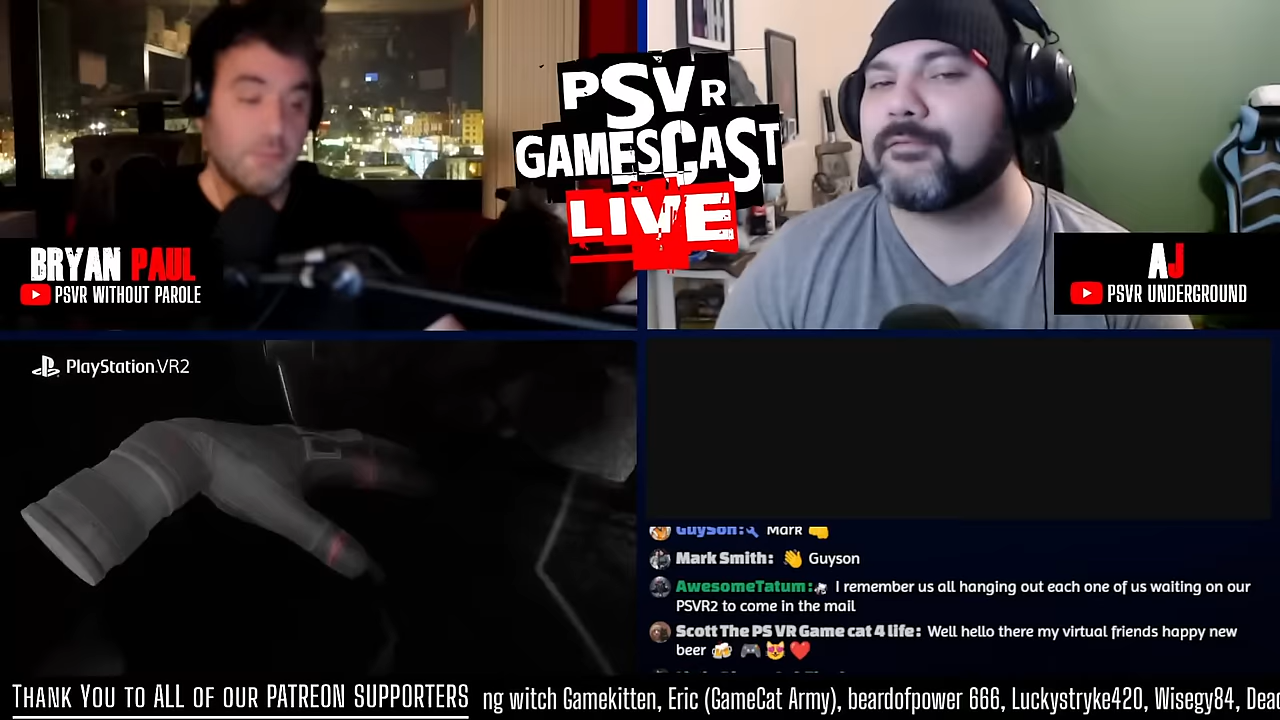 PSVR
GAMESCAST
LIVE
BRYAN PAUL
PSVR WITHOUT PAROLE
AJ
PSVR UNDERGROUND
PlayStation.VR2
GuySon: Mark
Mark Smith: 👋 Guyson
AwesomeTatum: I remember us all hanging out each one of us waiting on our
PSVR2 to come in the mail
Scott The PS VR Game cat 4 life: Well hello there my virtual friends happy new
beer 🍻 🎮 😻 ❤️
THANK YOU TO ALL OF OUR PATREON SUPPORTERS ng witch Gamekitten, Eric (GameCat Army), beardofpower 666, Luckystryke420, Wisegy84, Dead